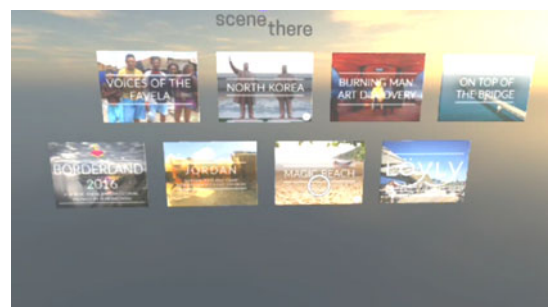 scene
there
VOICES OF THE
FAVELA
NORTH KOREA
BURNING MAN
ART DISCOVERY
ON TOP OF
THE BRIDGE
BORDERLAND
2016
JORDAN
MAGIC BEACH
LÖYLY